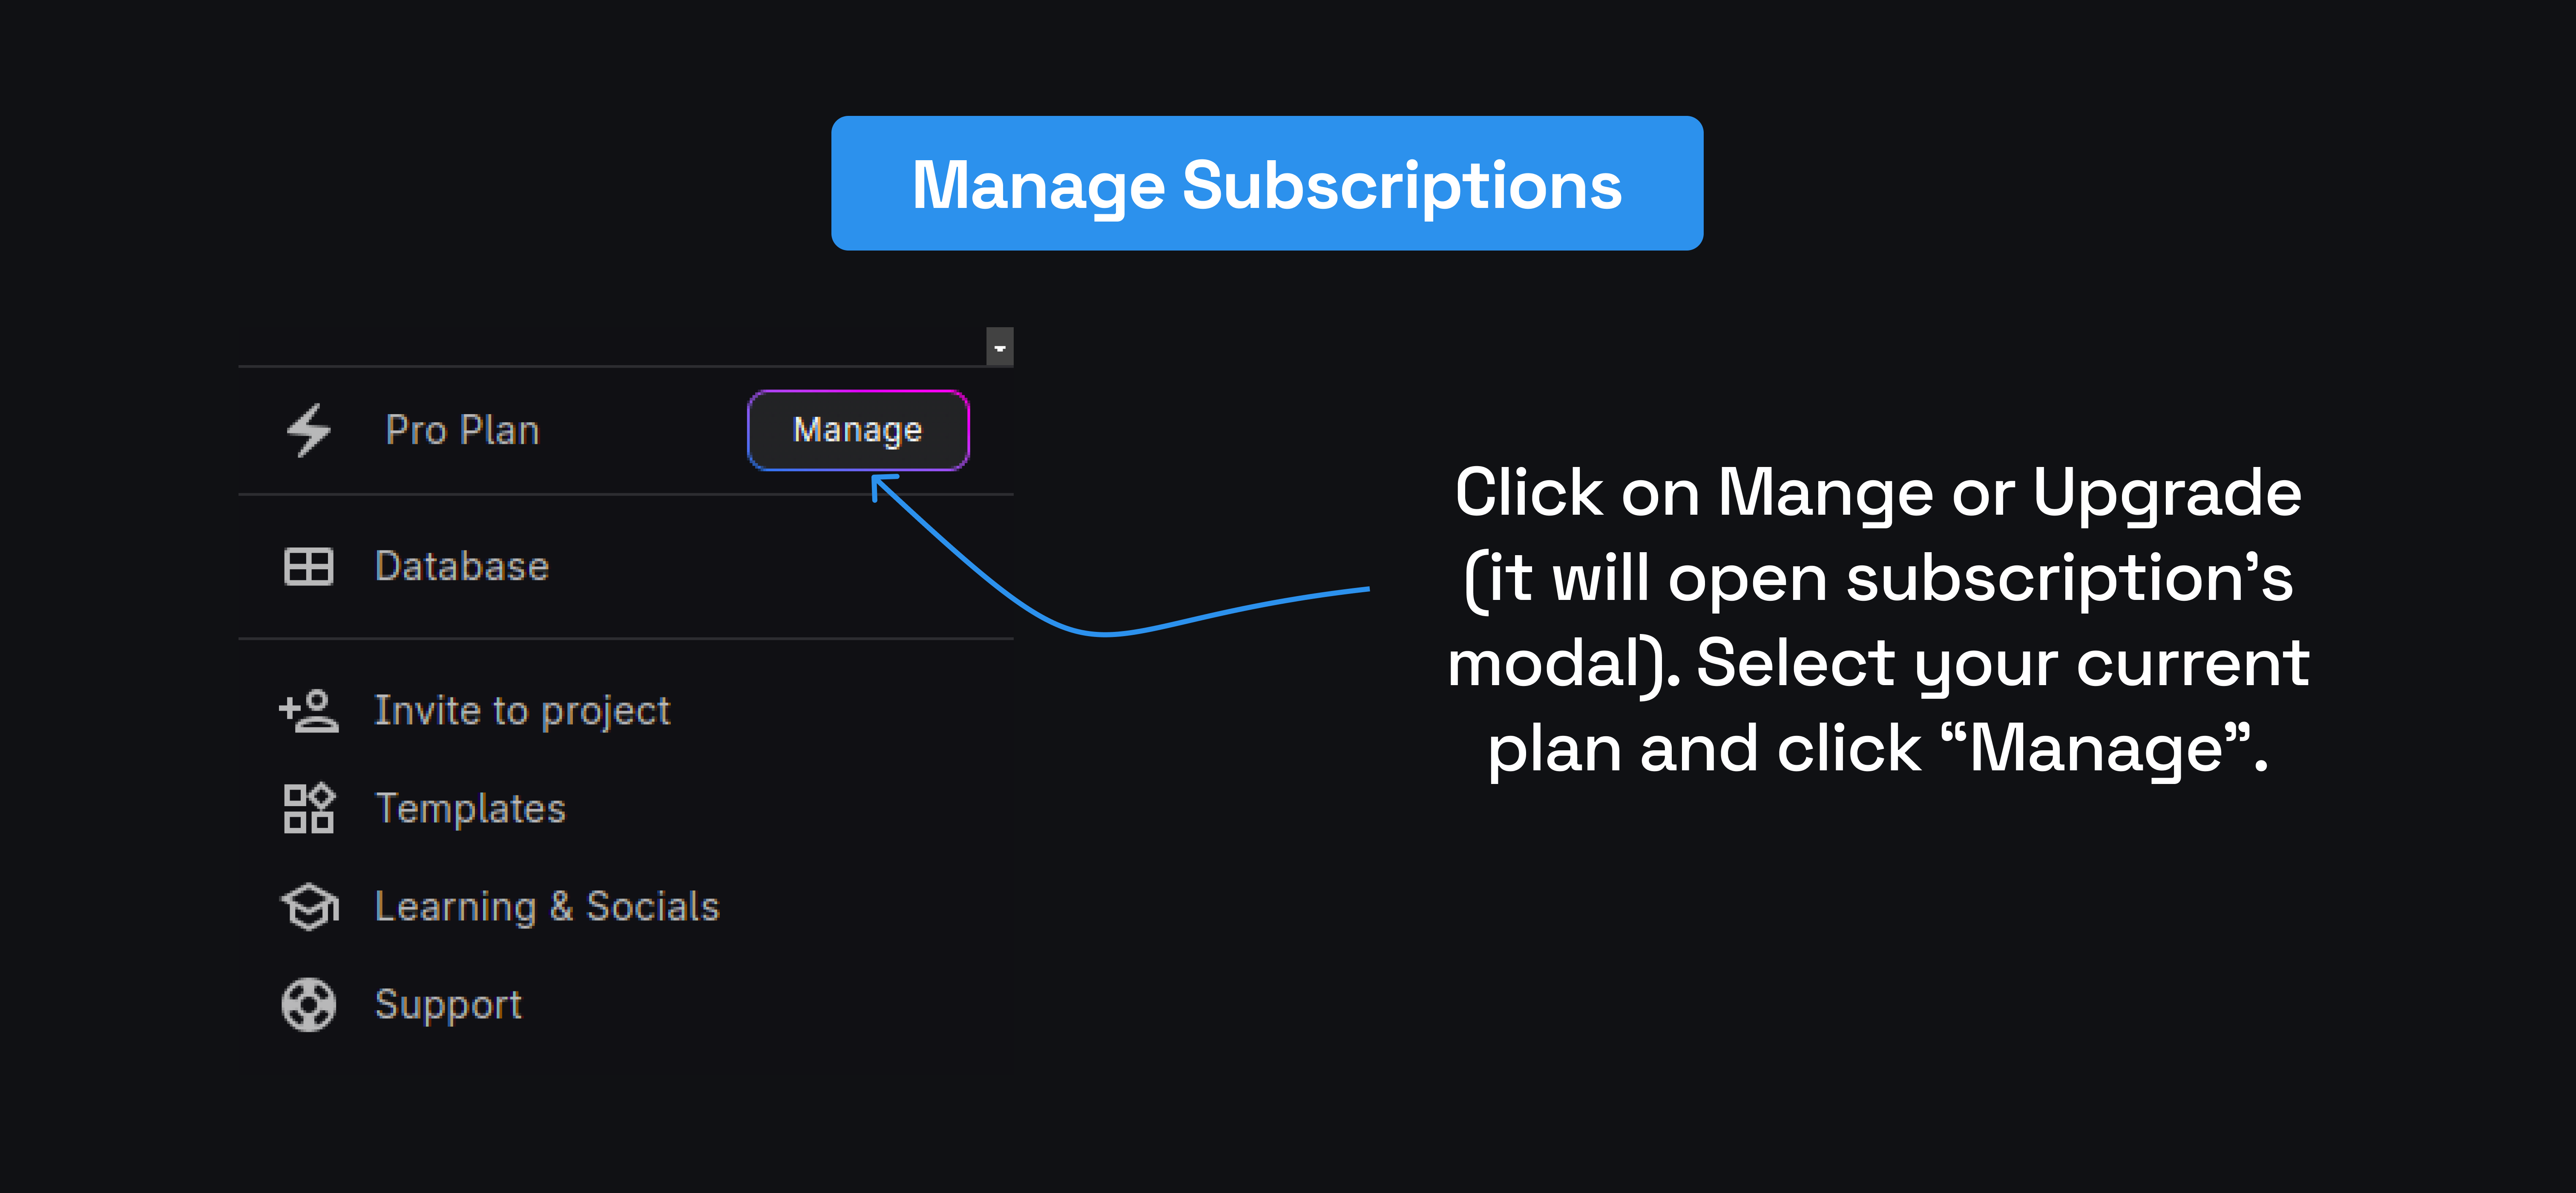 Manage Subscriptions
Pro Plan
Manage
Database
Invite to project
Templates
Learning & Socials
Support
Click on Mange or Upgrade
(it will open subscription’s
modal). Select your current
plan and click “Manage”.